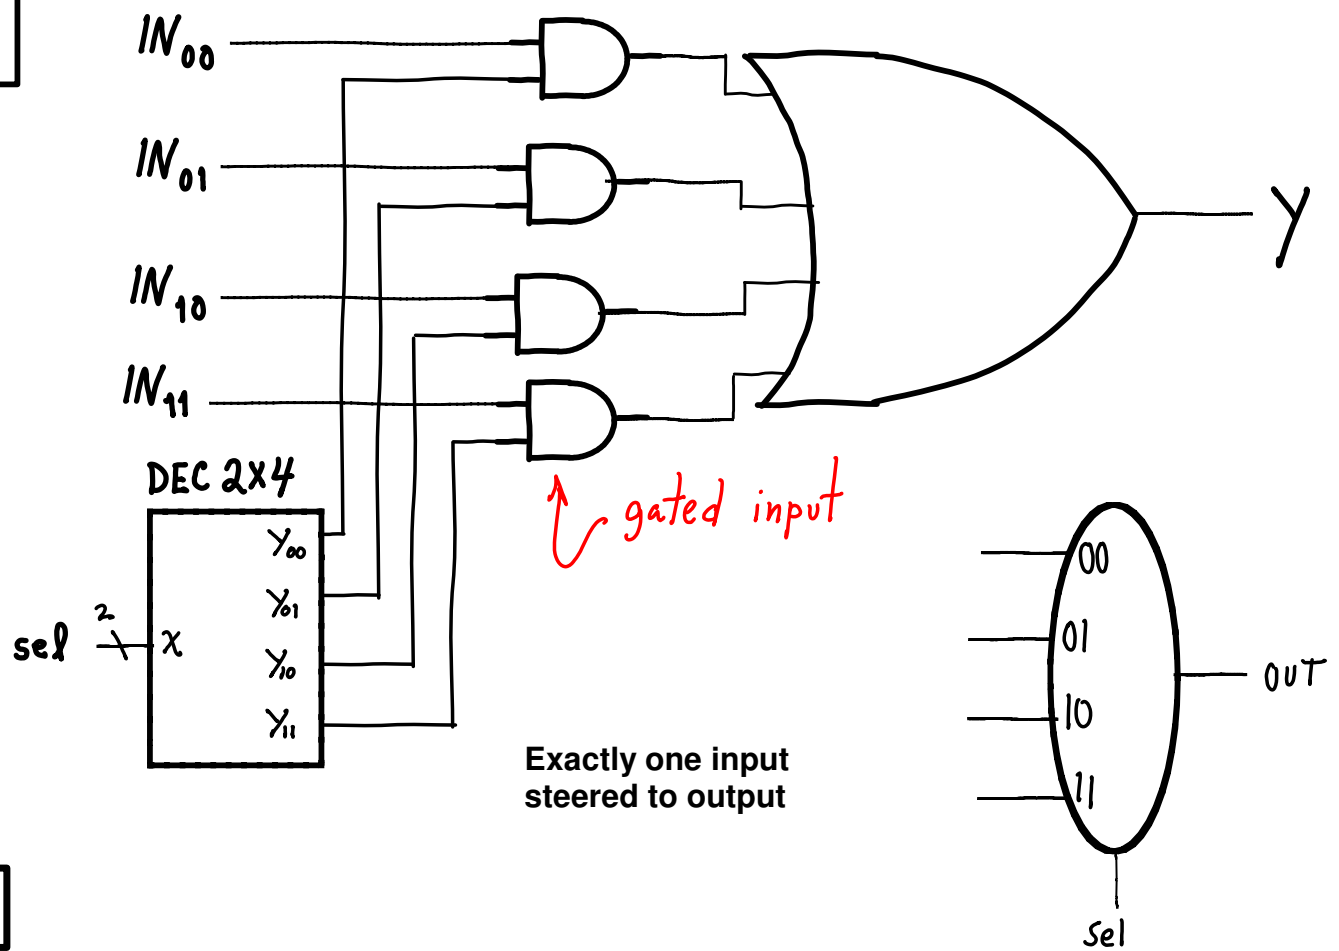 IN00
IN01
IN10
IN11
Y
DEC 2X4
Y00
Y01
Y10
Y11
sel
2
X
gated input
Exactly one input
steered to output
00
01
10
11
OUT
sel